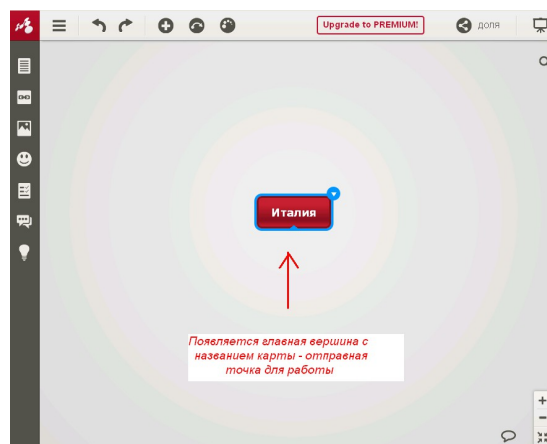 Upgrade to PREMIUM!
доля
Италия
Появляется главная вершина с
названием карты - отправная
точка для работы